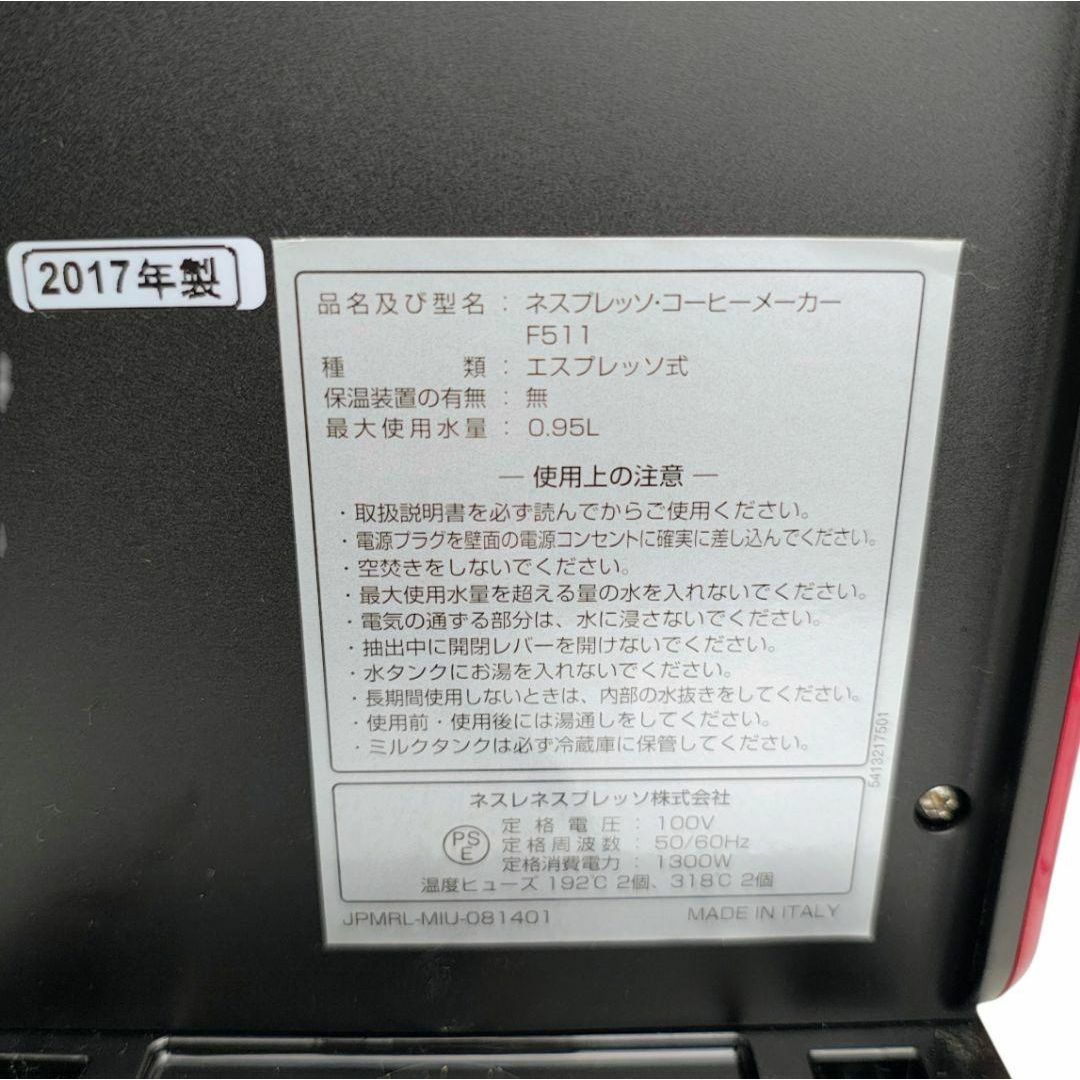 2017年製
品名及び型名 : ネスプレッソ・コーヒーメーカー
F511
種類 : エスプレッソ式
保温装置の有無 : 無
最大使用水量 : 0.95L
— 使用上の注意 —
・取扱説明書を必ず読んでからご使用ください。
・電源プラグを壁面の電源コンセントに確実に差し込んでください。
・空焚きをしないでください。
・最大使用水量を超える量の水を入れないでください。
・電気の通ずる部分は、水に浸さないでください。
・抽出中に開閉レバーを開けないでください。
・水タンクにお湯を入れないでください。
・長期間使用しないときは、内部の水抜きをしてください。
・使用前・使用後には湯通しをしてください。
・ミルクタンクは必ず冷蔵庫に保管してください。
5413217501
ネスレネスプレッソ株式会社
PSE
定格電圧 : 100V
定格周波数 : 50/60Hz
定格消費電力 : 1300W
温度ヒューズ 192℃ 2個、318℃ 2個
JPMRL-MIU-081401 MADE IN ITALY